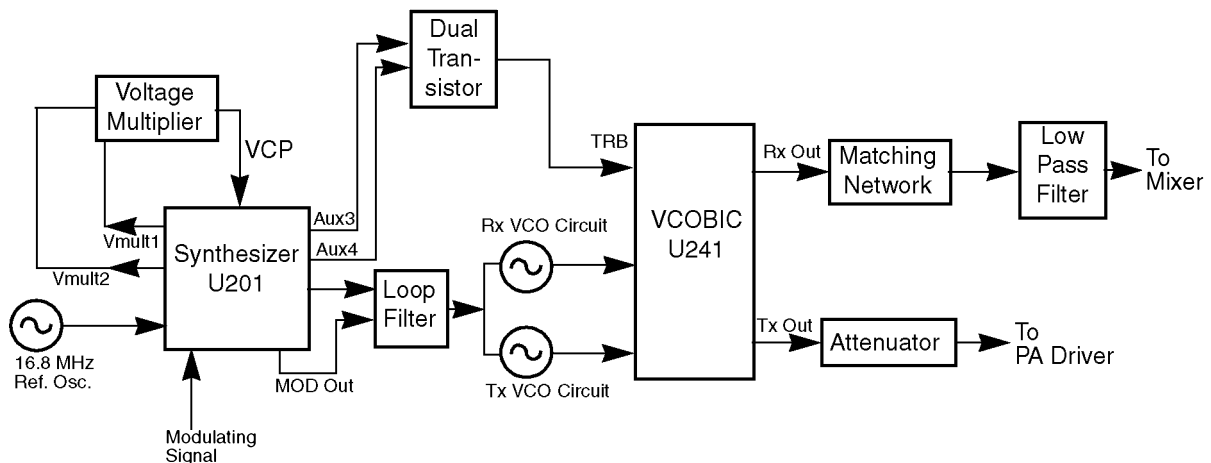 Dual
Tran-
sistor
Voltage
Multiplier
VCP
TRB
Rx Out
Matching
Network
Low
Pass
Filter
To
Mixer
Vmult1
Vmult2
Synthesizer
U201
Aux3
Aux4
Rx VCO Circuit
VCOBIC
U241
Loop
Filter
16.8 MHz
Ref. Osc.
MOD Out
Tx VCO Circuit
Tx Out
Attenuator
To
PA Driver
Modulating
Signal